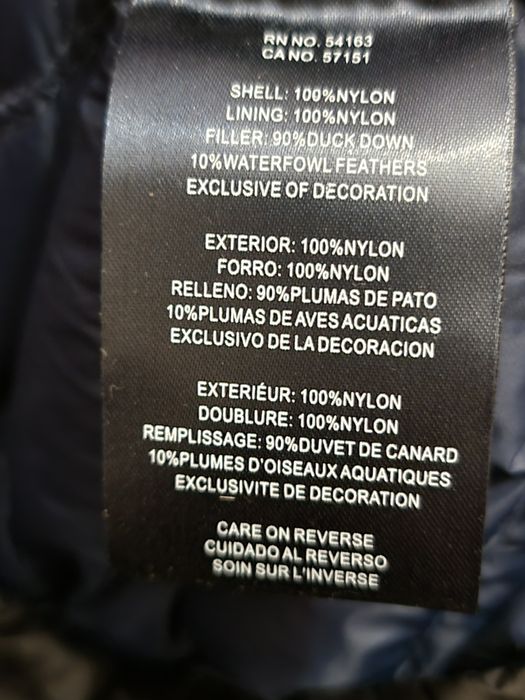 RN NO. 54163
CA NO. 57151
SHELL: 100%NYLON
LINING: 100%NYLON
FILLER: 90%DUCK DOWN
10%WATERFOWL FEATHERS
EXCLUSIVE OF DECORATION
EXTERIOR: 100%NYLON
FORRO: 100%NYLON
RELLENO: 90%PLUMAS DE PATO
10%PLUMAS DE AVES ACUATICAS
EXCLUSIVO DE LA DECORACION
EXTERIÉUR: 100%NYLON
DOUBLURE: 100%NYLON
REMPLISSAGE: 90%DUVET DE CANARD
10%PLUMES D'OISEAUX AQUATIQUES
EXCLUSIVITE DE DECORATION
CARE ON REVERSE
CUIDADO AL REVERSO
SOIN SUR L'INVERSE